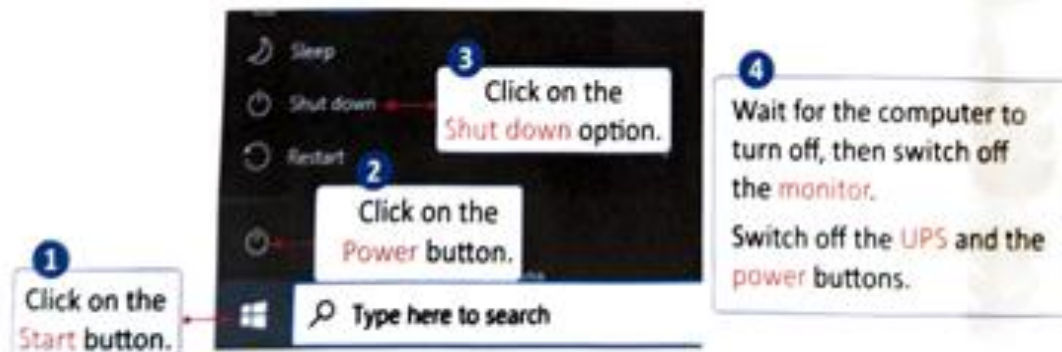 Sleep
Shut down
Restart
3
Click on the
Shut down option.
2
Click on the
Power button.
1
Click on the
Start button.
Type here to search
4
Wait for the computer to
turn off, then switch off
the monitor.
Switch off the UPS and the
power buttons.